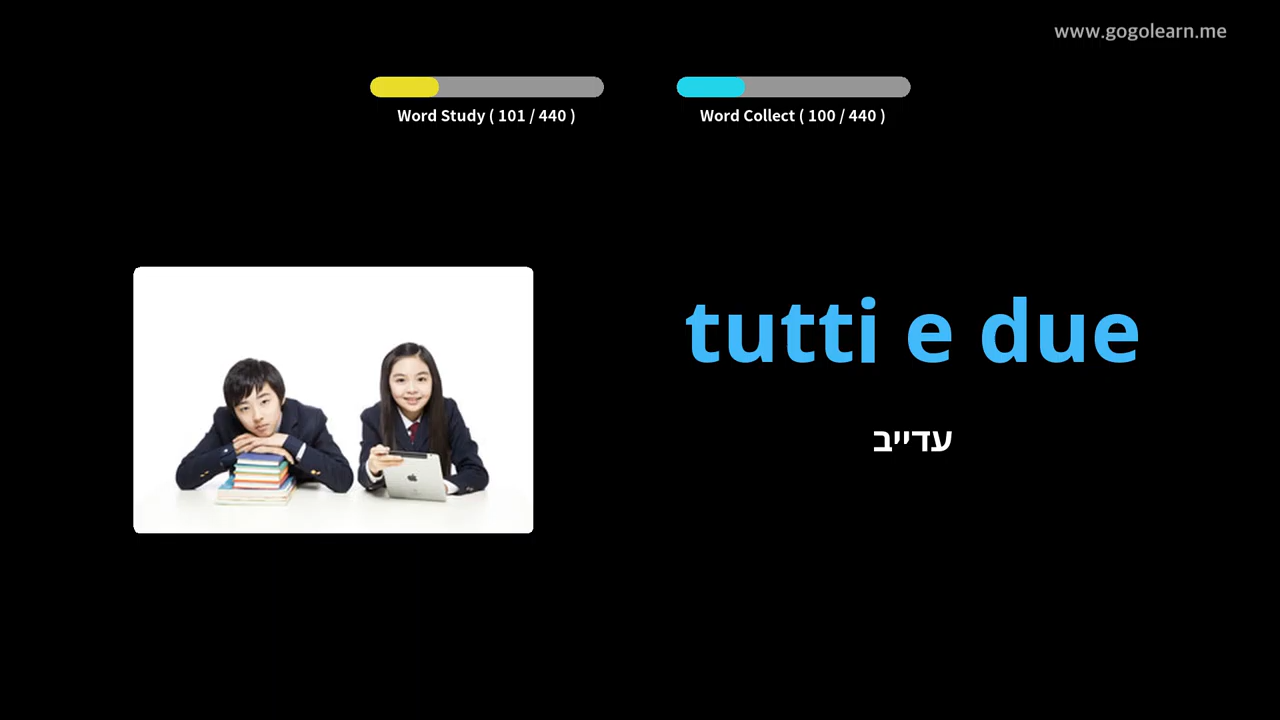 www.gogolearn.me
Word Study ( 101 / 440 )
Word Collect ( 100 / 440 )
tutti e due
עדייב